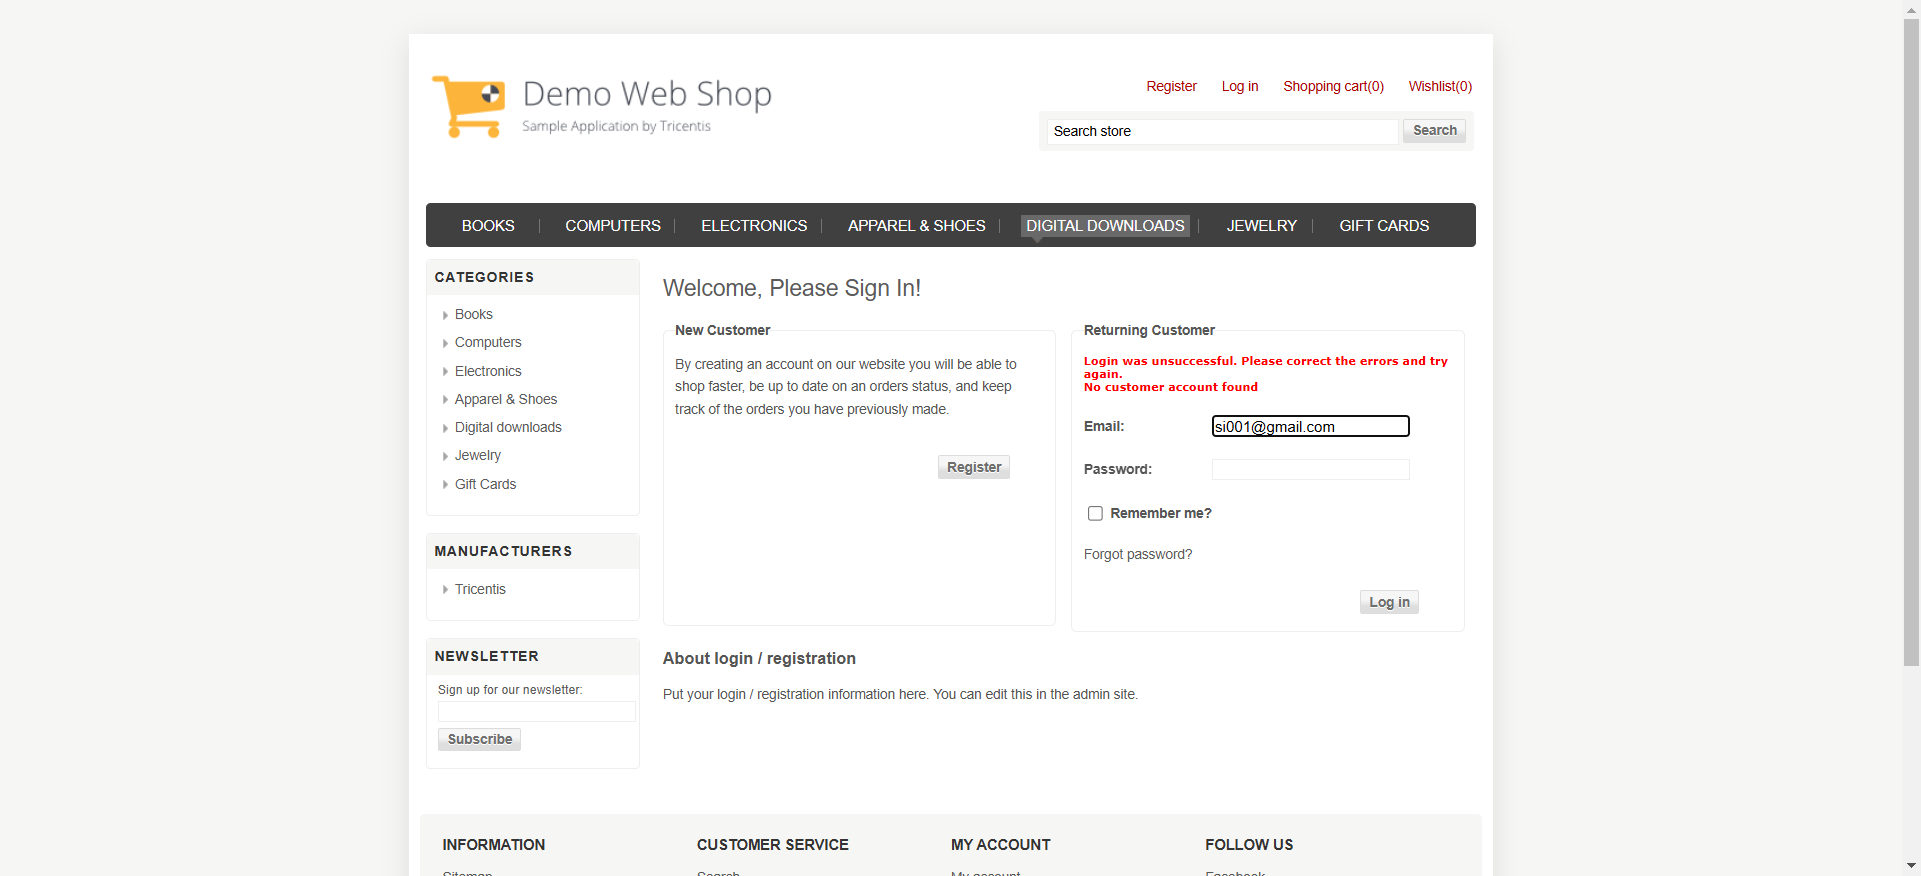 Demo Web Shop
Sample Application by Tricentis
Register Log in Shopping cart(0) Wishlist(0)
Search store Search
BOOKS COMPUTERS ELECTRONICS APPAREL & SHOES DIGITAL DOWNLOADS JEWELRY GIFT CARDS
CATEGORIES
Books
Computers
Electronics
Apparel & Shoes
Digital downloads
Jewelry
Gift Cards
MANUFACTURERS
Tricentis
NEWSLETTER
Sign up for our newsletter:
Subscribe
Welcome, Please Sign In!
New Customer
By creating an account on our website you will be able to
shop faster, be up to date on an orders status, and keep
track of the orders you have previously made.
Register
Returning Customer
Login was unsuccessful. Please correct the errors and try
again.
No customer account found
Email: si001@gmail.com
Password:
Remember me?
Forgot password?
Log in
About login / registration
Put your login / registration information here. You can edit this in the admin site.
INFORMATION CUSTOMER SERVICE MY ACCOUNT FOLLOW US
Sitemap Search My account Facebook